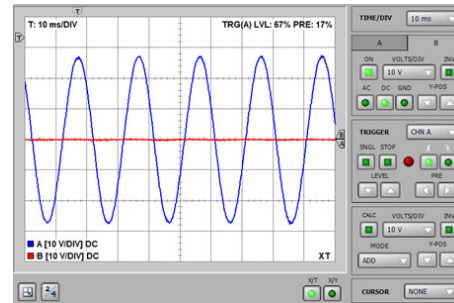 T
T
T: 10 ms/DIV
TRG(A) LVL: 67% PRE: 17%
A [10 V/DIV] DC
B [10 V/DIV] DC
XT
X/T X/Y
TIME/DIV 10 ms
A B
ON VOLTS/DIV INV
10 V
AC DC GND Y-POS
TRIGGER CHN A
SNGL STOP
LEVEL PRE
CALC VOLTS/DIV INV
10 V
MODE Y-POS
ADD
CURSOR NONE